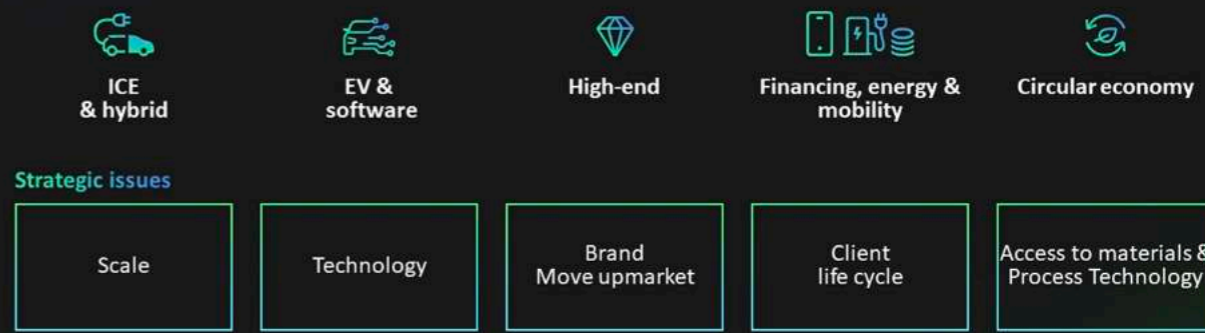 ICE
& hybrid
EV &
software
High-end
Financing, energy &
mobility
Circular economy
Strategic issues
Scale
Technology
Brand
Move upmarket
Client
life cycle
Access to materials &
Process Technology